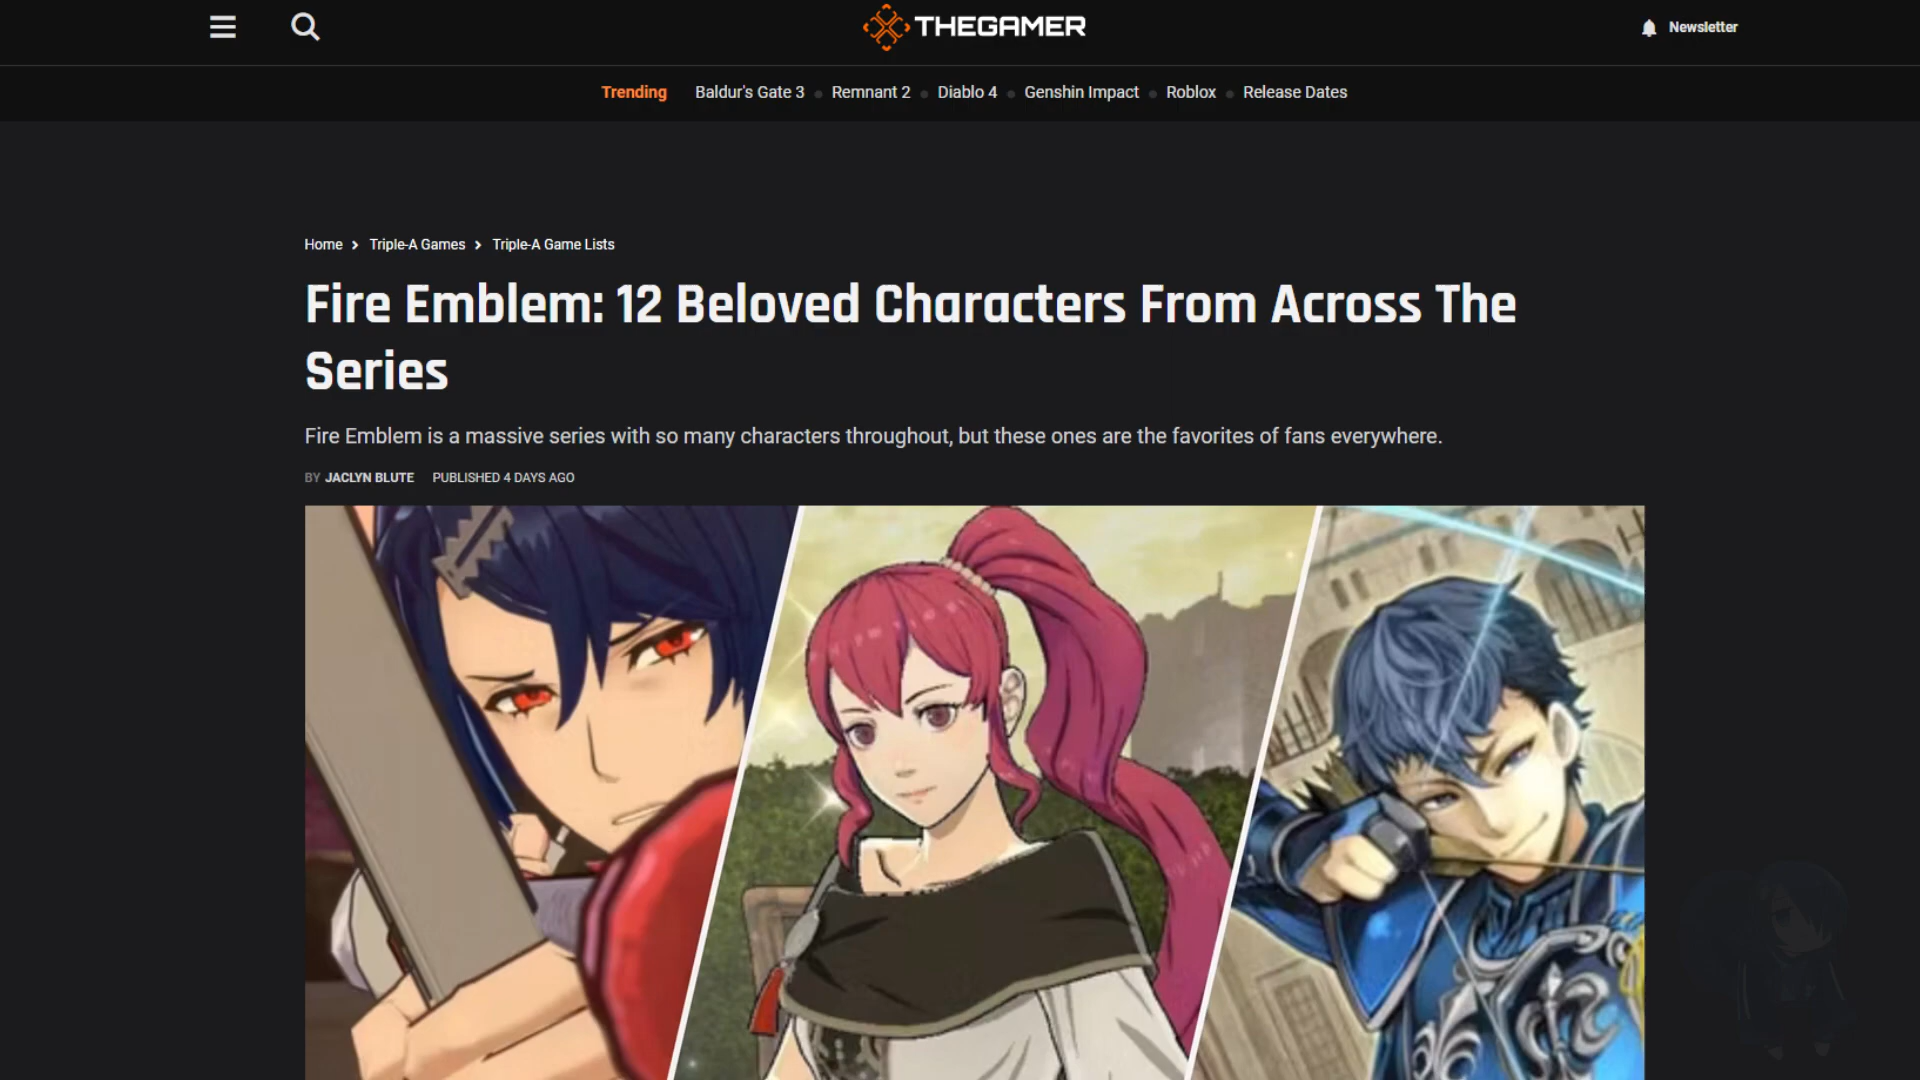 THEGAMER
Newsletter
Trending Baldur's Gate 3 Remnant 2 Diablo 4 Genshin Impact Roblox Release Dates
Home > Triple-A Games > Triple-A Game Lists
Fire Emblem: 12 Beloved Characters From Across The
Series
Fire Emblem is a massive series with so many characters throughout, but these ones are the favorites of fans everywhere.
BY JACLYN BLUTE PUBLISHED 4 DAYS AGO